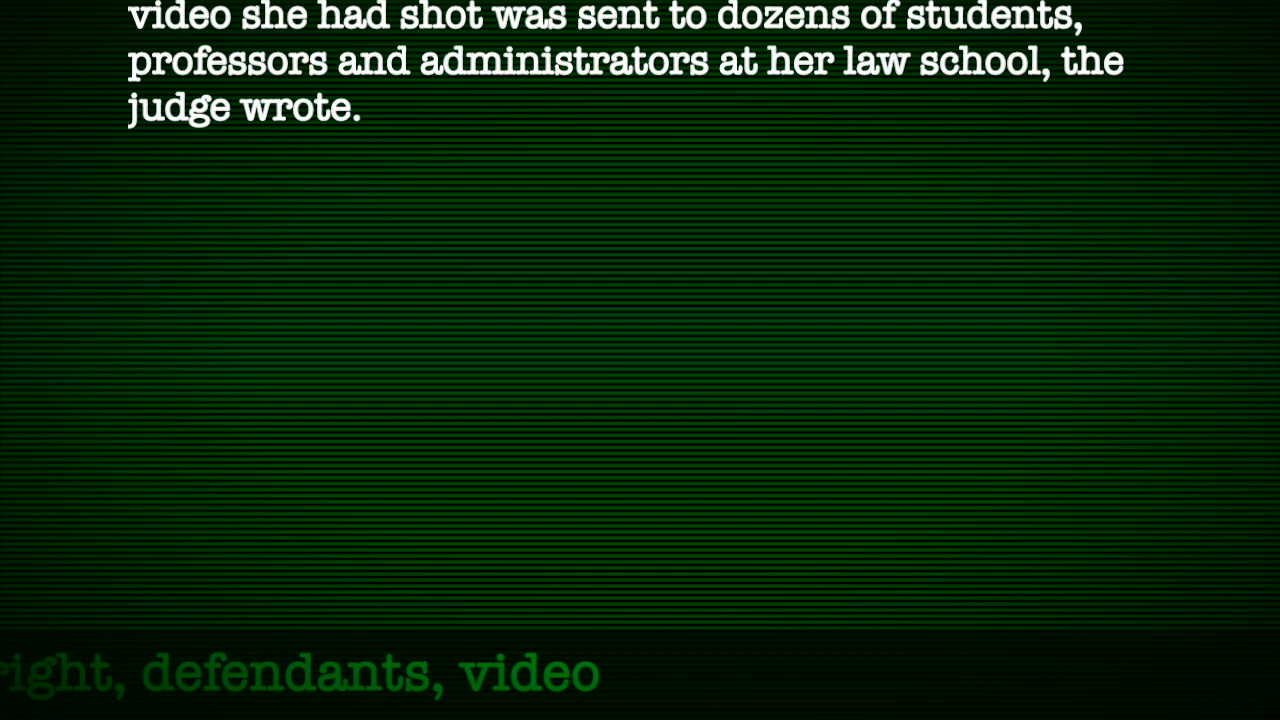 video she had shot was sent to dozens of students,
professors and administrators at her law school, the
judge wrote.
right, defendants, video